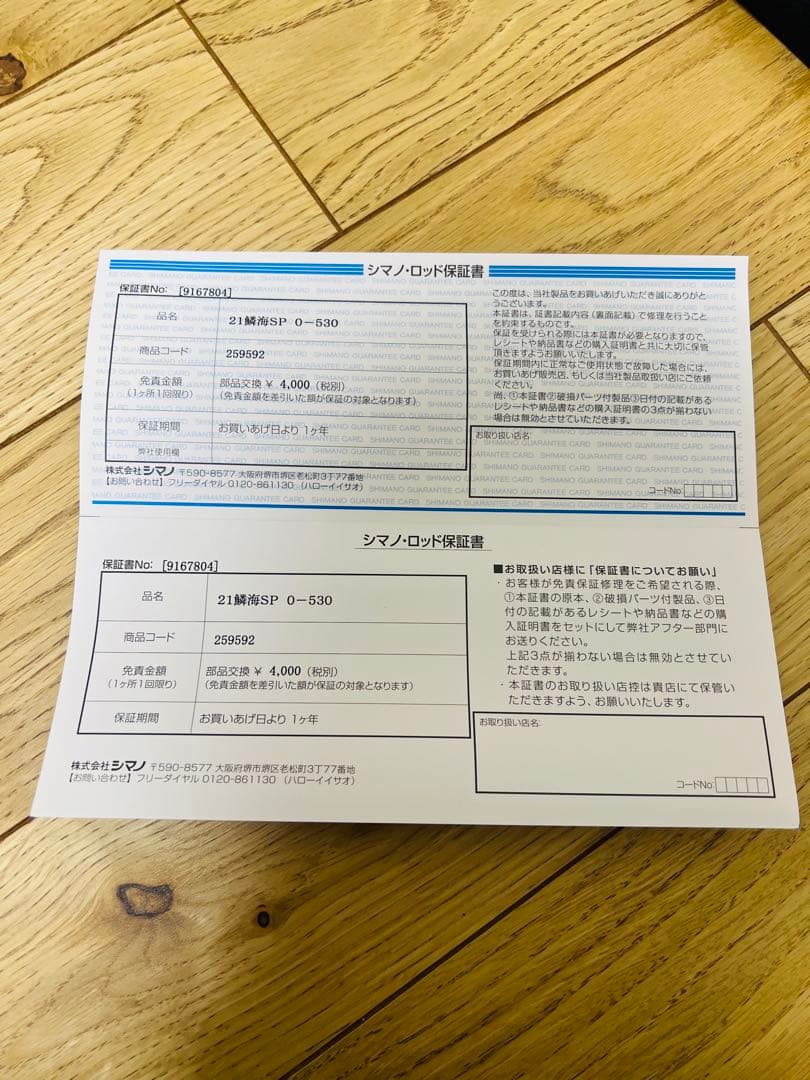 シマノ・ロッド保証書
保証書No: [9167804]
品名 21鱗海SP 0-530
商品コード 259592
免責金額 部品交換 ¥ 4,000 (税別)
(1ヶ所1回限り) (免責金額を差引いた額が保証の対象となります)
保証期間 お買いあげ日より 1ヶ年
弊社使用欄
株式会社シマノ 〒590-8577 大阪府堺市堺区老松町3丁77番地
【お問い合わせ】フリーダイヤル 0120-861130 (ハローイイサオ)
この度は、当社製品をお買いあげいただき誠にありがと
うございます。
本証書は、証書記載内容(裏面記載)で修理を行うこと
を約束するものです。
保証を受けられる際には本証書が必要となりますので、
レシートや納品書などの購入証明書と共に大切に保管
頂きますようお願いいたします。
保証期間内に正常なご使用状態で故障した場合には、
お買いあげ販売店、もしくは当社製品取扱い店にご依頼
ください。
尚、①本証書②破損パーツ付製品③日付の記載がある
レシートや納品書などの購入証明書の3点が揃わない
場合は無効とさせていただきます。
お取り扱い店名:
コードNo
SHIMANO GUARANTEE CARD
シマノ・ロッド保証書
保証書No: [9167804]
品名 21鱗海SP 0-530
商品コード 259592
免責金額 部品交換 ¥ 4,000 (税別)
(1ヶ所1回限り) (免責金額を差引いた額が保証の対象となります)
保証期間 お買いあげ日より 1ヶ年
株式会社シマノ 〒590-8577 大阪府堺市堺区老松町3丁77番地
【お問い合わせ】フリーダイヤル 0120-861130 (ハローイイサオ)
■お取扱い店様に「保証書についてお願い」
・お客様が免責保証修理をご希望される際、
①本証書の原本、②破損パーツ付製品、③日
付の記載があるレシートや納品書などの購
入証明書をセットにして弊社アフター部門に
お送りください。
上記3点が揃わない場合は無効とさせてい
ただきます。
・本証書のお取り扱い店控は貴店にて保管い
ただきますよう、お願いいたします。
お取り扱い店名:
コードNo: